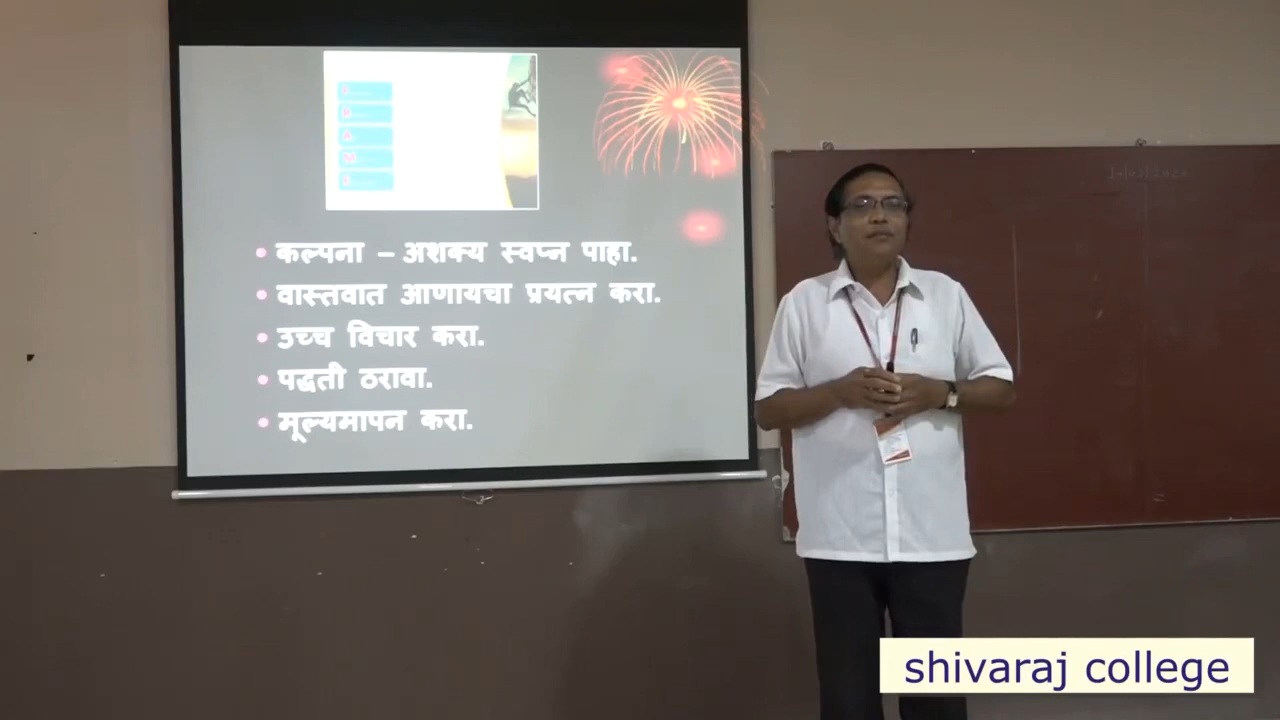 • कल्पना – अशक्य स्वप्न पाहा.
• वास्तवात आणायचा प्रयत्न करा.
• उच्च विचार करा.
• पद्धती ठरावा.
• मूल्यमापन करा.
shivaraj college